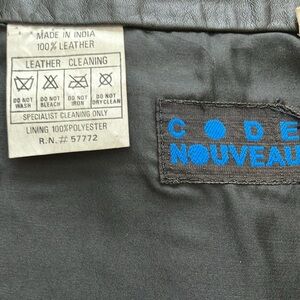 MADE IN INDIA
100% LEATHER
LEATHER CLEANING
DO NOT WASH
DO NOT BLEACH
DO NOT IRON
DO NOT DRYCLEAN
SPECIALIST CLEANING ONLY
LINING 100%POLYESTER
R.N.# 57772
CODE
NOUVEAU